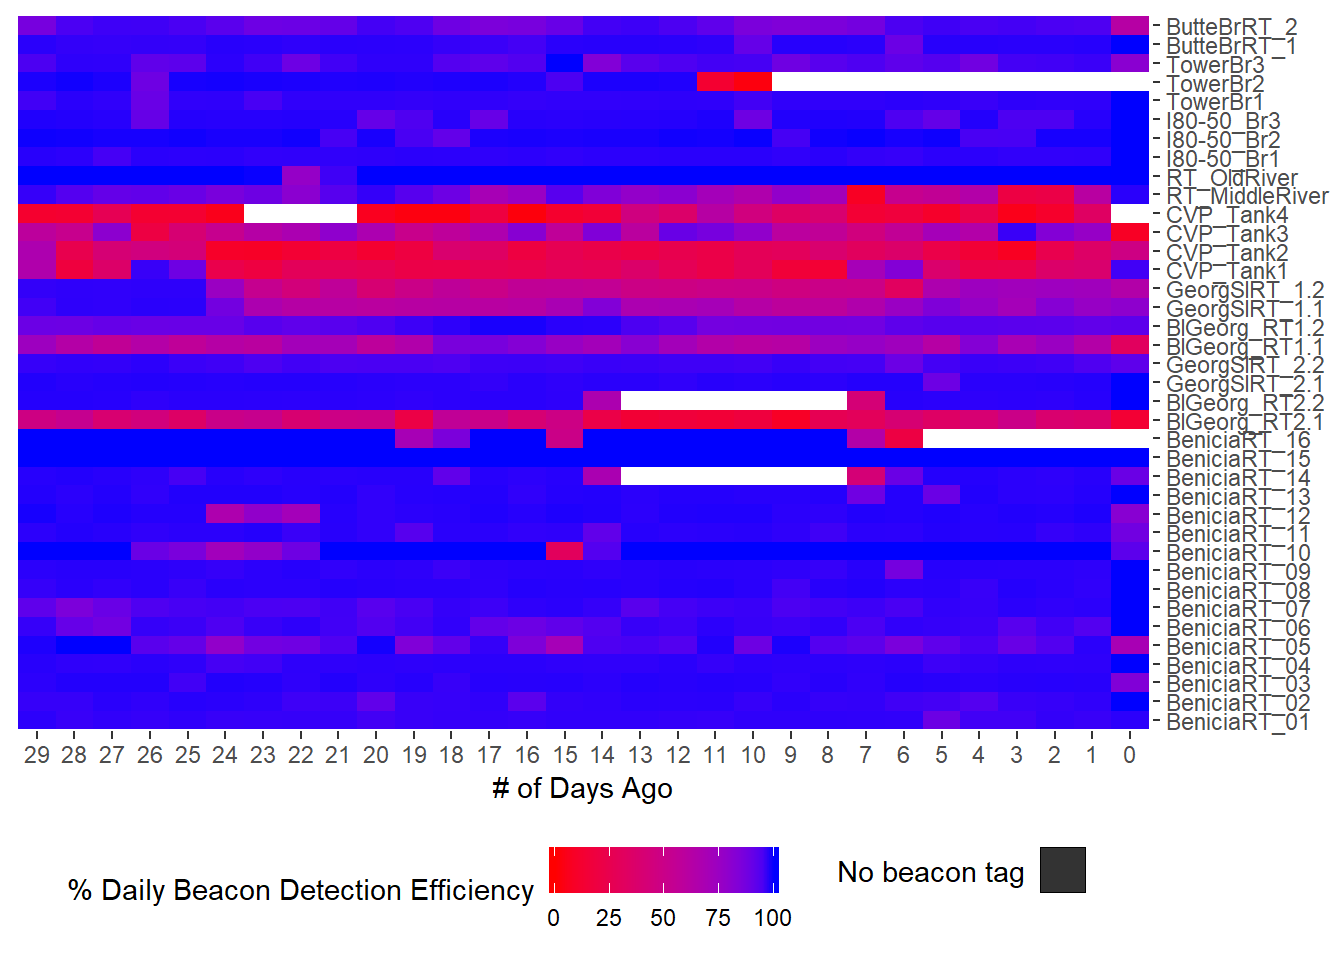 ButteBrRT_2
ButteBrRT_1
TowerBr3
TowerBr2
TowerBr1
I80-50_Br3
I80-50_Br2
I80-50_Br1
RT_OldRiver
RT_MiddleRiver
CVP_Tank4
CVP_Tank3
CVP_Tank2
CVP_Tank1
GeorgSlRT_1.2
GeorgSlRT_1.1
BlGeorg_RT1.2
BlGeorg_RT1.1
GeorgSlRT_2.2
GeorgSlRT_2.1
BlGeorg_RT2.2
BlGeorg_RT2.1
BeniciaRT_16
BeniciaRT_15
BeniciaRT_14
BeniciaRT_13
BeniciaRT_12
BeniciaRT_11
BeniciaRT_10
BeniciaRT_09
BeniciaRT_08
BeniciaRT_07
BeniciaRT_06
BeniciaRT_05
BeniciaRT_04
BeniciaRT_03
BeniciaRT_02
BeniciaRT_01
29 28 27 26 25 24 23 22 21 20 19 18 17 16 15 14 13 12 11 10 9 8 7 6 5 4 3 2 1 0
# of Days Ago
% Daily Beacon Detection Efficiency
0 25 50 75 100
No beacon tag